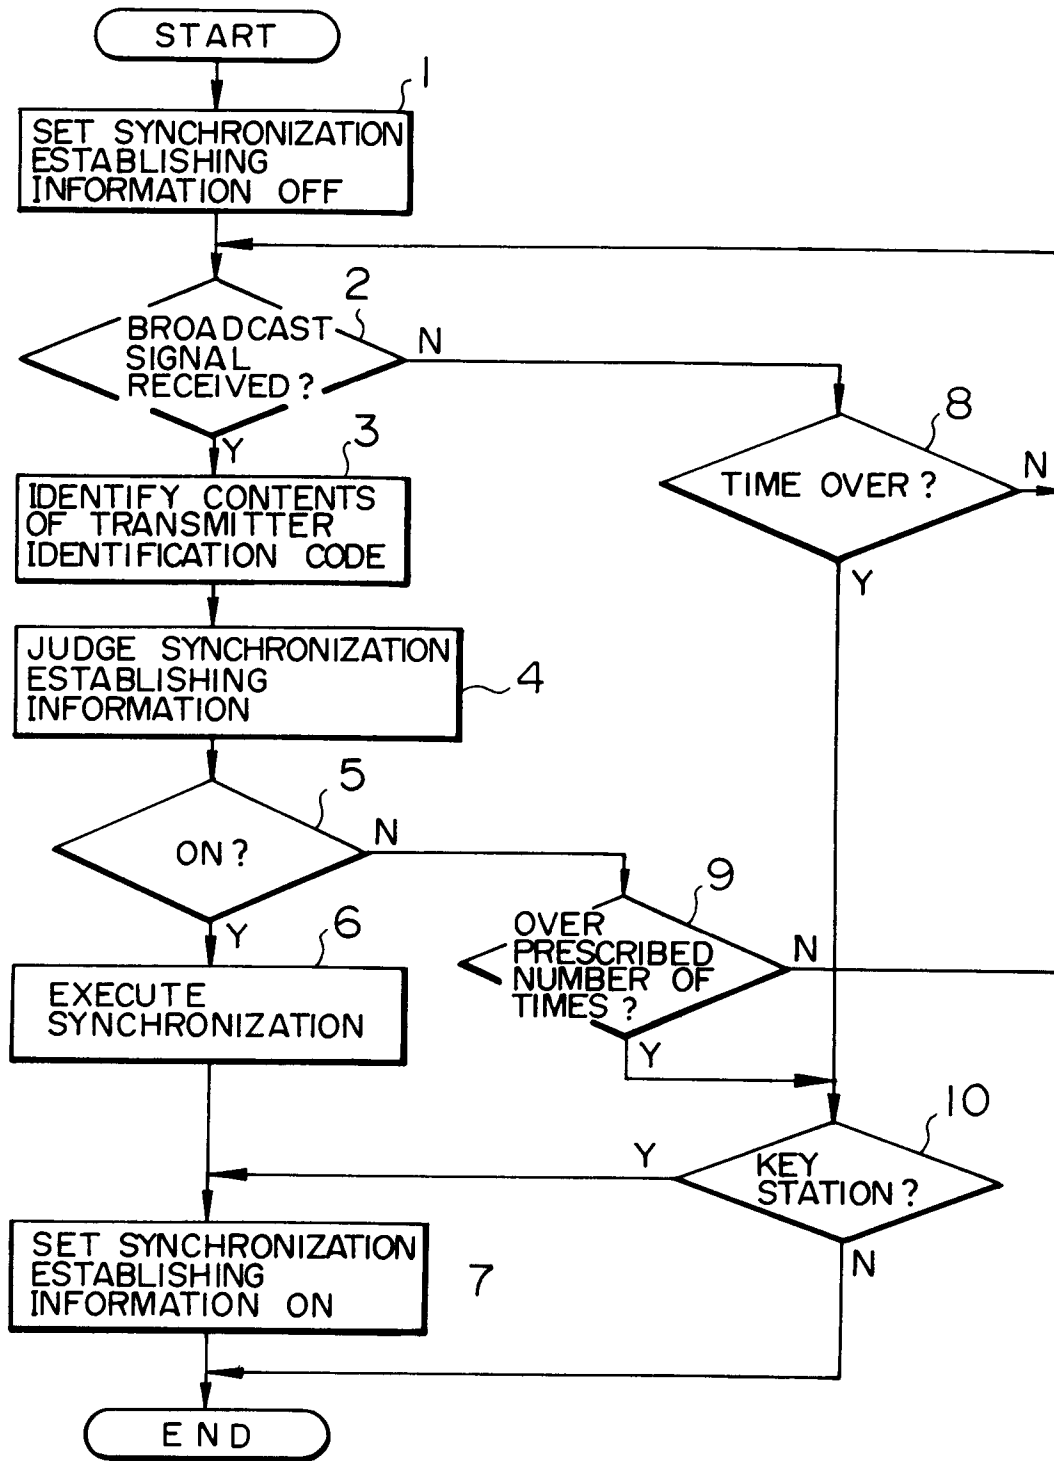 START
1
SET SYNCHRONIZATION
ESTABLISHING
INFORMATION OFF
2
BROADCAST
SIGNAL
RECEIVED?
N
Y
8
TIME OVER?
N
Y
3
IDENTIFY CONTENTS
OF TRANSMITTER
IDENTIFICATION CODE
JUDGE SYNCHRONIZATION
ESTABLISHING
INFORMATION
4
5
ON?
N
Y
9
OVER
PRESCRIBED
NUMBER OF
TIMES?
N
Y
6
EXECUTE
SYNCHRONIZATION
10
KEY
STATION?
Y
N
SET SYNCHRONIZATION
ESTABLISHING
INFORMATION ON
7
END